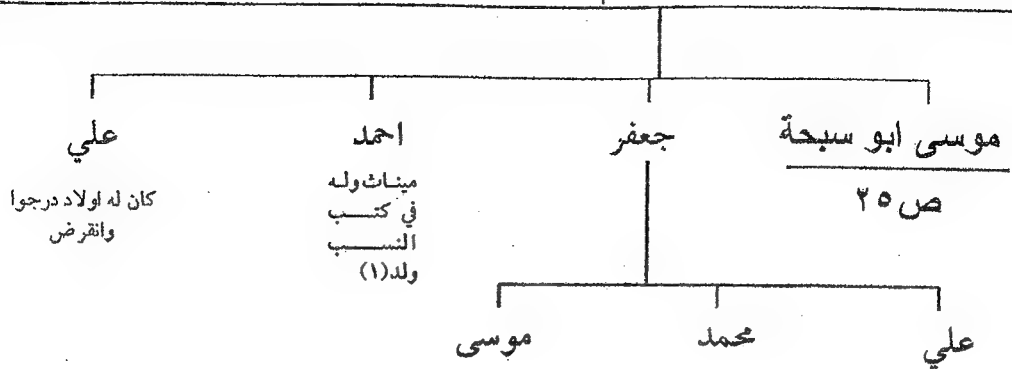 موسى ابو سبحة
ص ٢٥
جعفر
احمد
ميناث وله
في كتب
النسب
ولد (١)
علي
كان له اولاد درجوا
وانقرض
علي
محمد
موسى